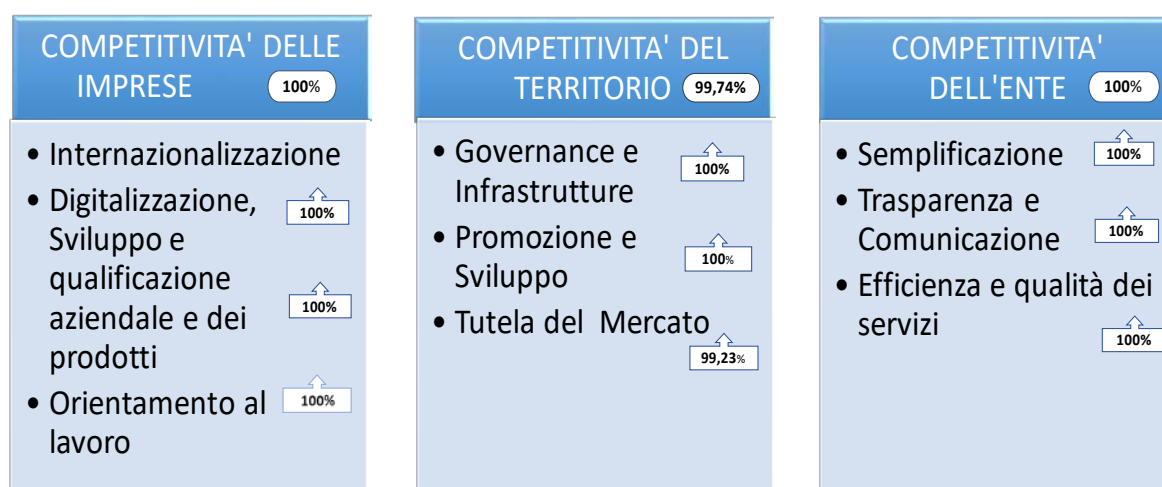 COMPETITIVITA' DELLE
IMPRESE 100%
• Internazionalizzazione
• Digitalizzazione, 100%
Sviluppo e
qualificazione
aziendale e dei 100%
prodotti
• Orientamento al 100%
lavoro
COMPETITIVITA' DEL
TERRITORIO 99,74%
• Governance e 100%
Infrastrutture
• Promozione e 100%
Sviluppo
• Tutela del Mercato
99,23%
COMPETITIVITA'
DELL'ENTE 100%
• Semplificazione 100%
• Trasparenza e
Comunicazione 100%
• Efficienza e qualità dei
servizi 100%